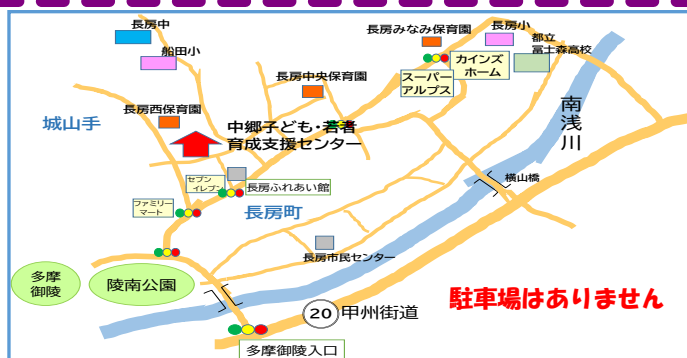 長房中
船田小
長房みなみ保育園
長房小
都立
冨士森高校
カインズ
ホーム
スーパー
アルプス
長房中央保育園
長房西保育園
城山手
中郷子ども・若者
育成支援センター
南浅川
横山橋
セブン
イレブン
長房ふれあい館
ファミリー
マート
長房町
長房市民センター
多摩
御陵
陵南公園
20 甲州街道
駐車場はありません
多摩御陵入口